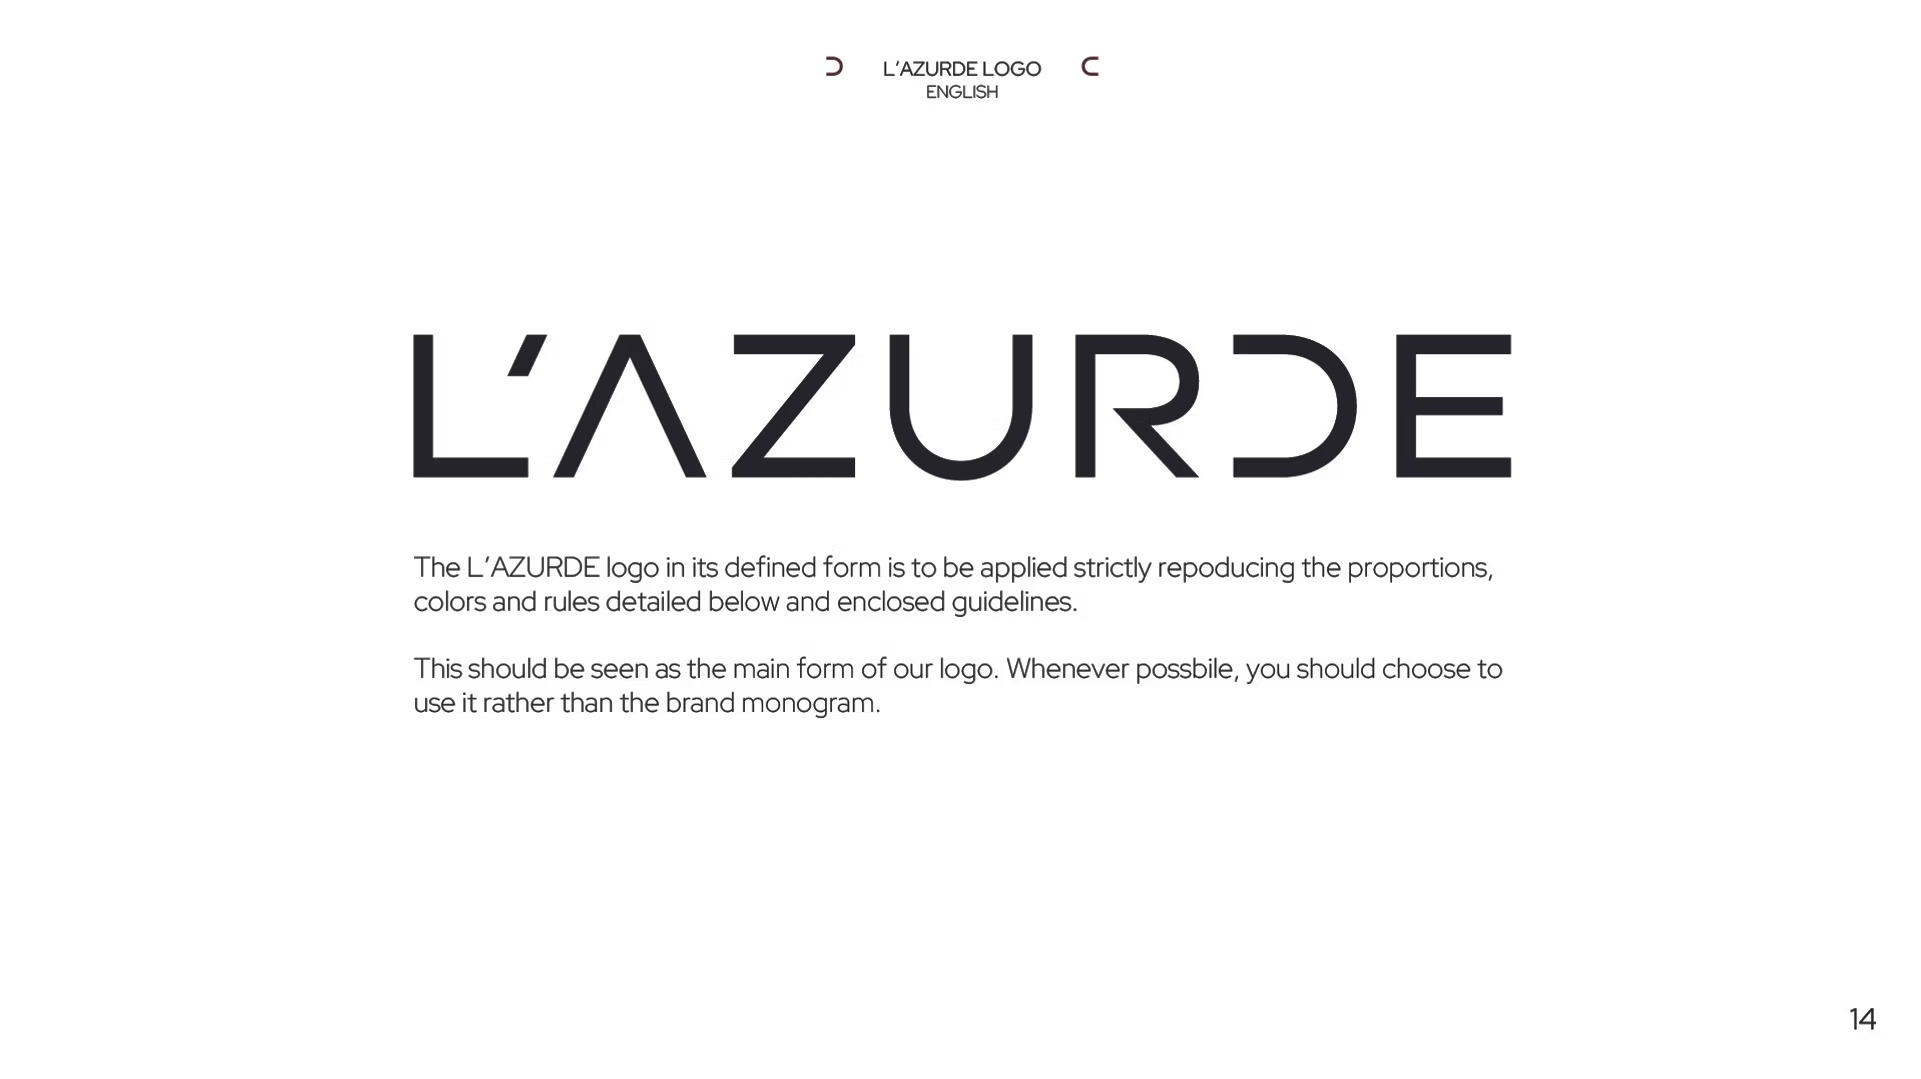 L'AZURDE LOGO
ENGLISH
L'AZURDE
The L'AZURDE logo in its defined form is to be applied strictly repoducing the proportions,
colors and rules detailed below and enclosed guidelines.
This should be seen as the main form of our logo. Whenever possbile, you should choose to
use it rather than the brand monogram.
14